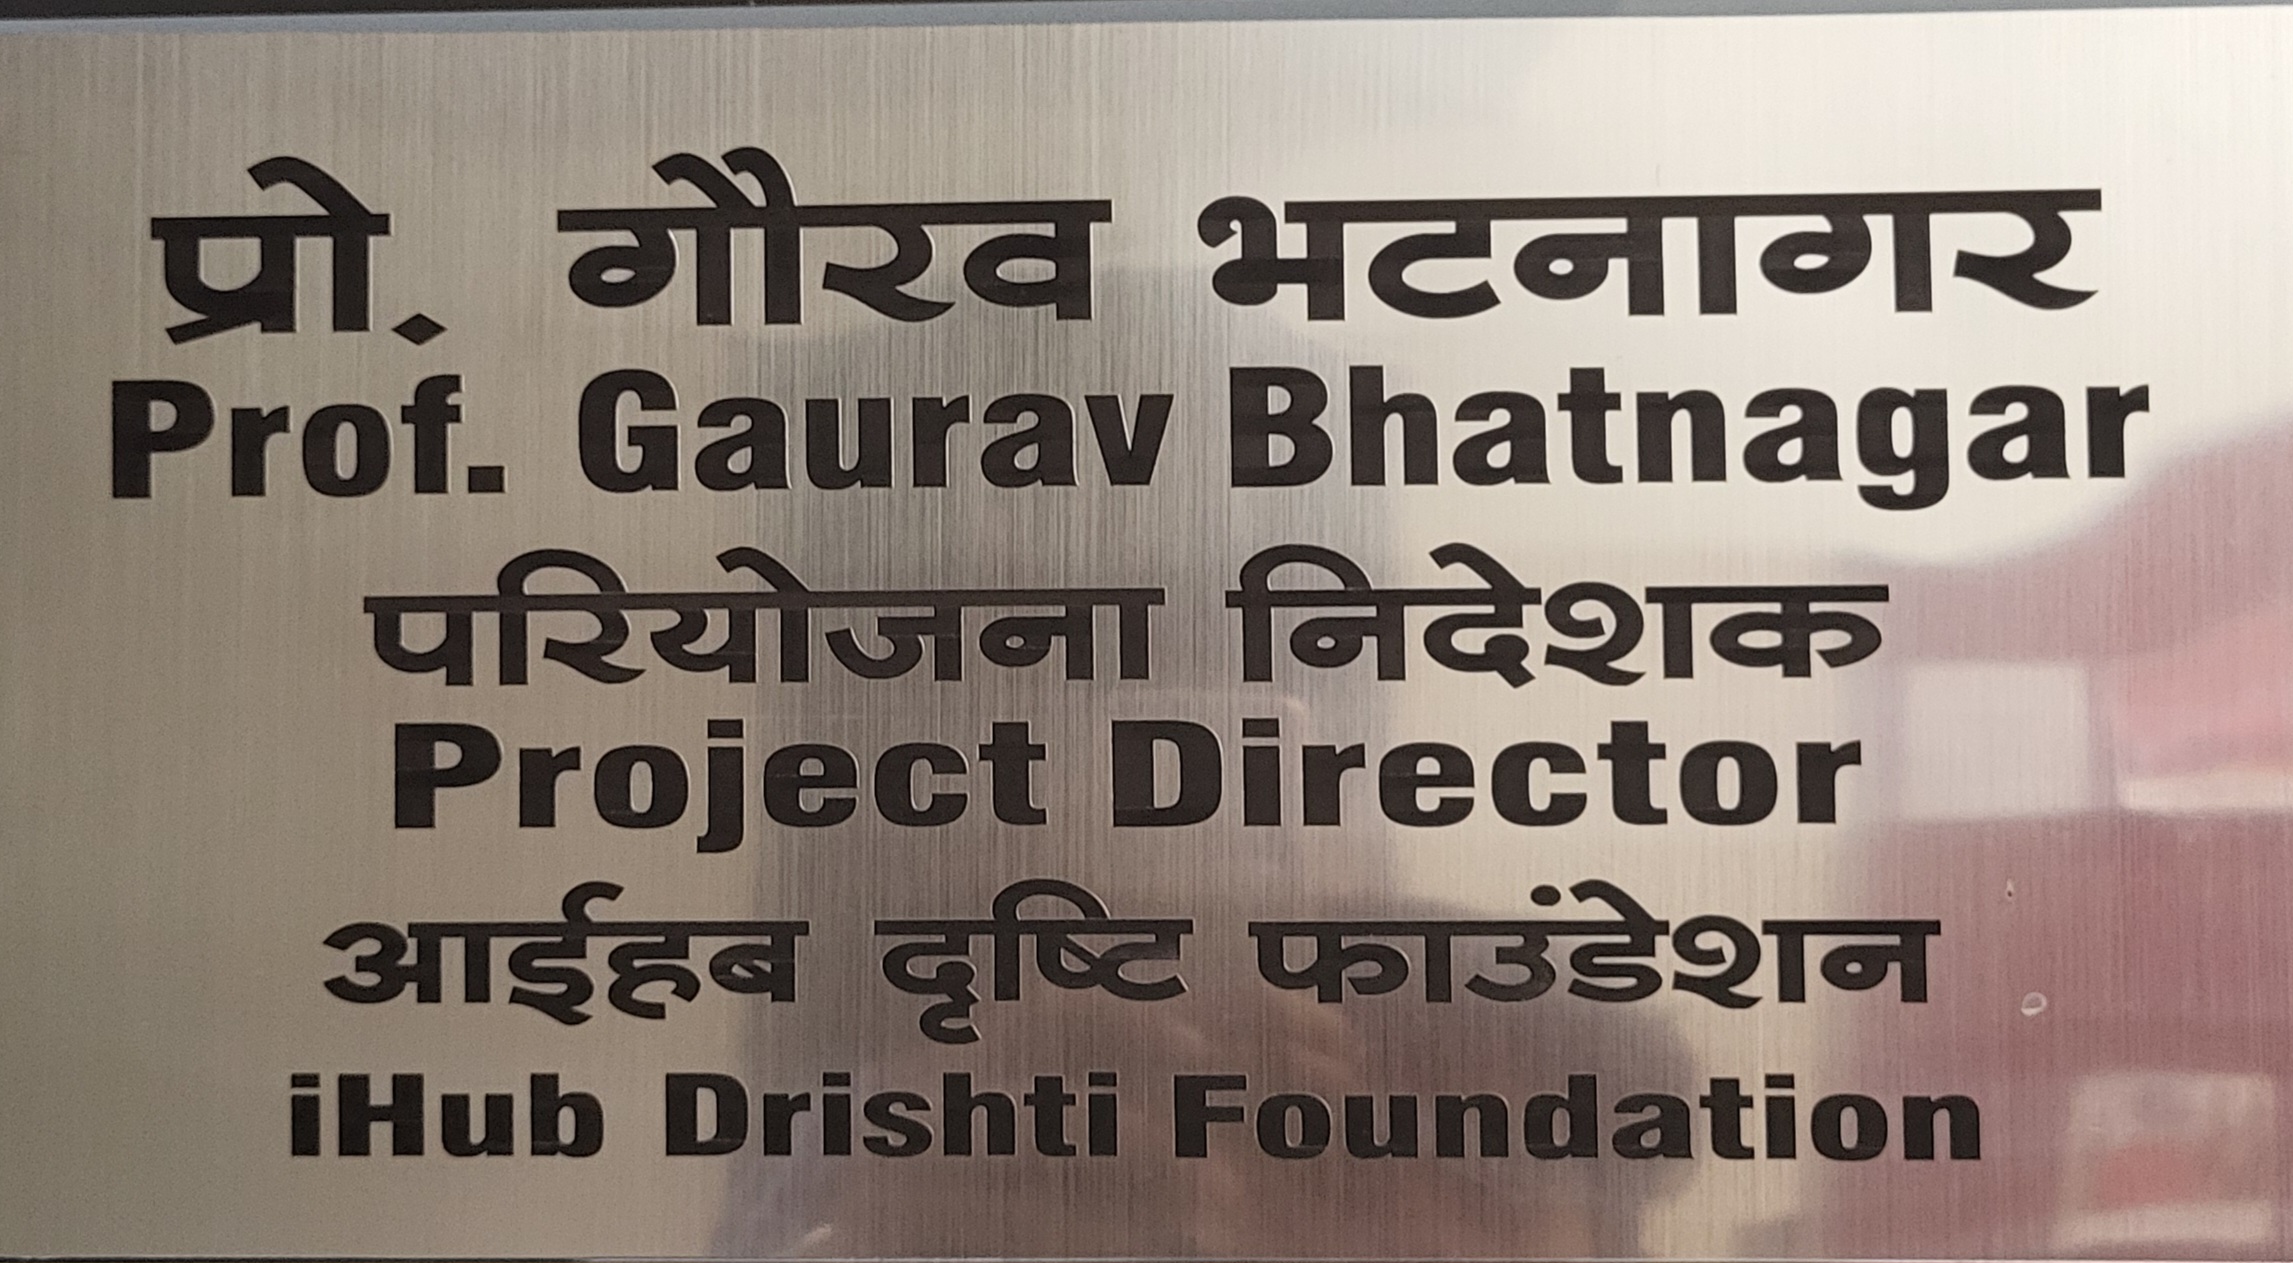 प्रो. गौरव भटनागर
Prof. Gaurav Bhatnagar
परियोजना निदेशक
Project Director
आईहब दृष्टि फाउंडेशन
iHub Drishti Foundation